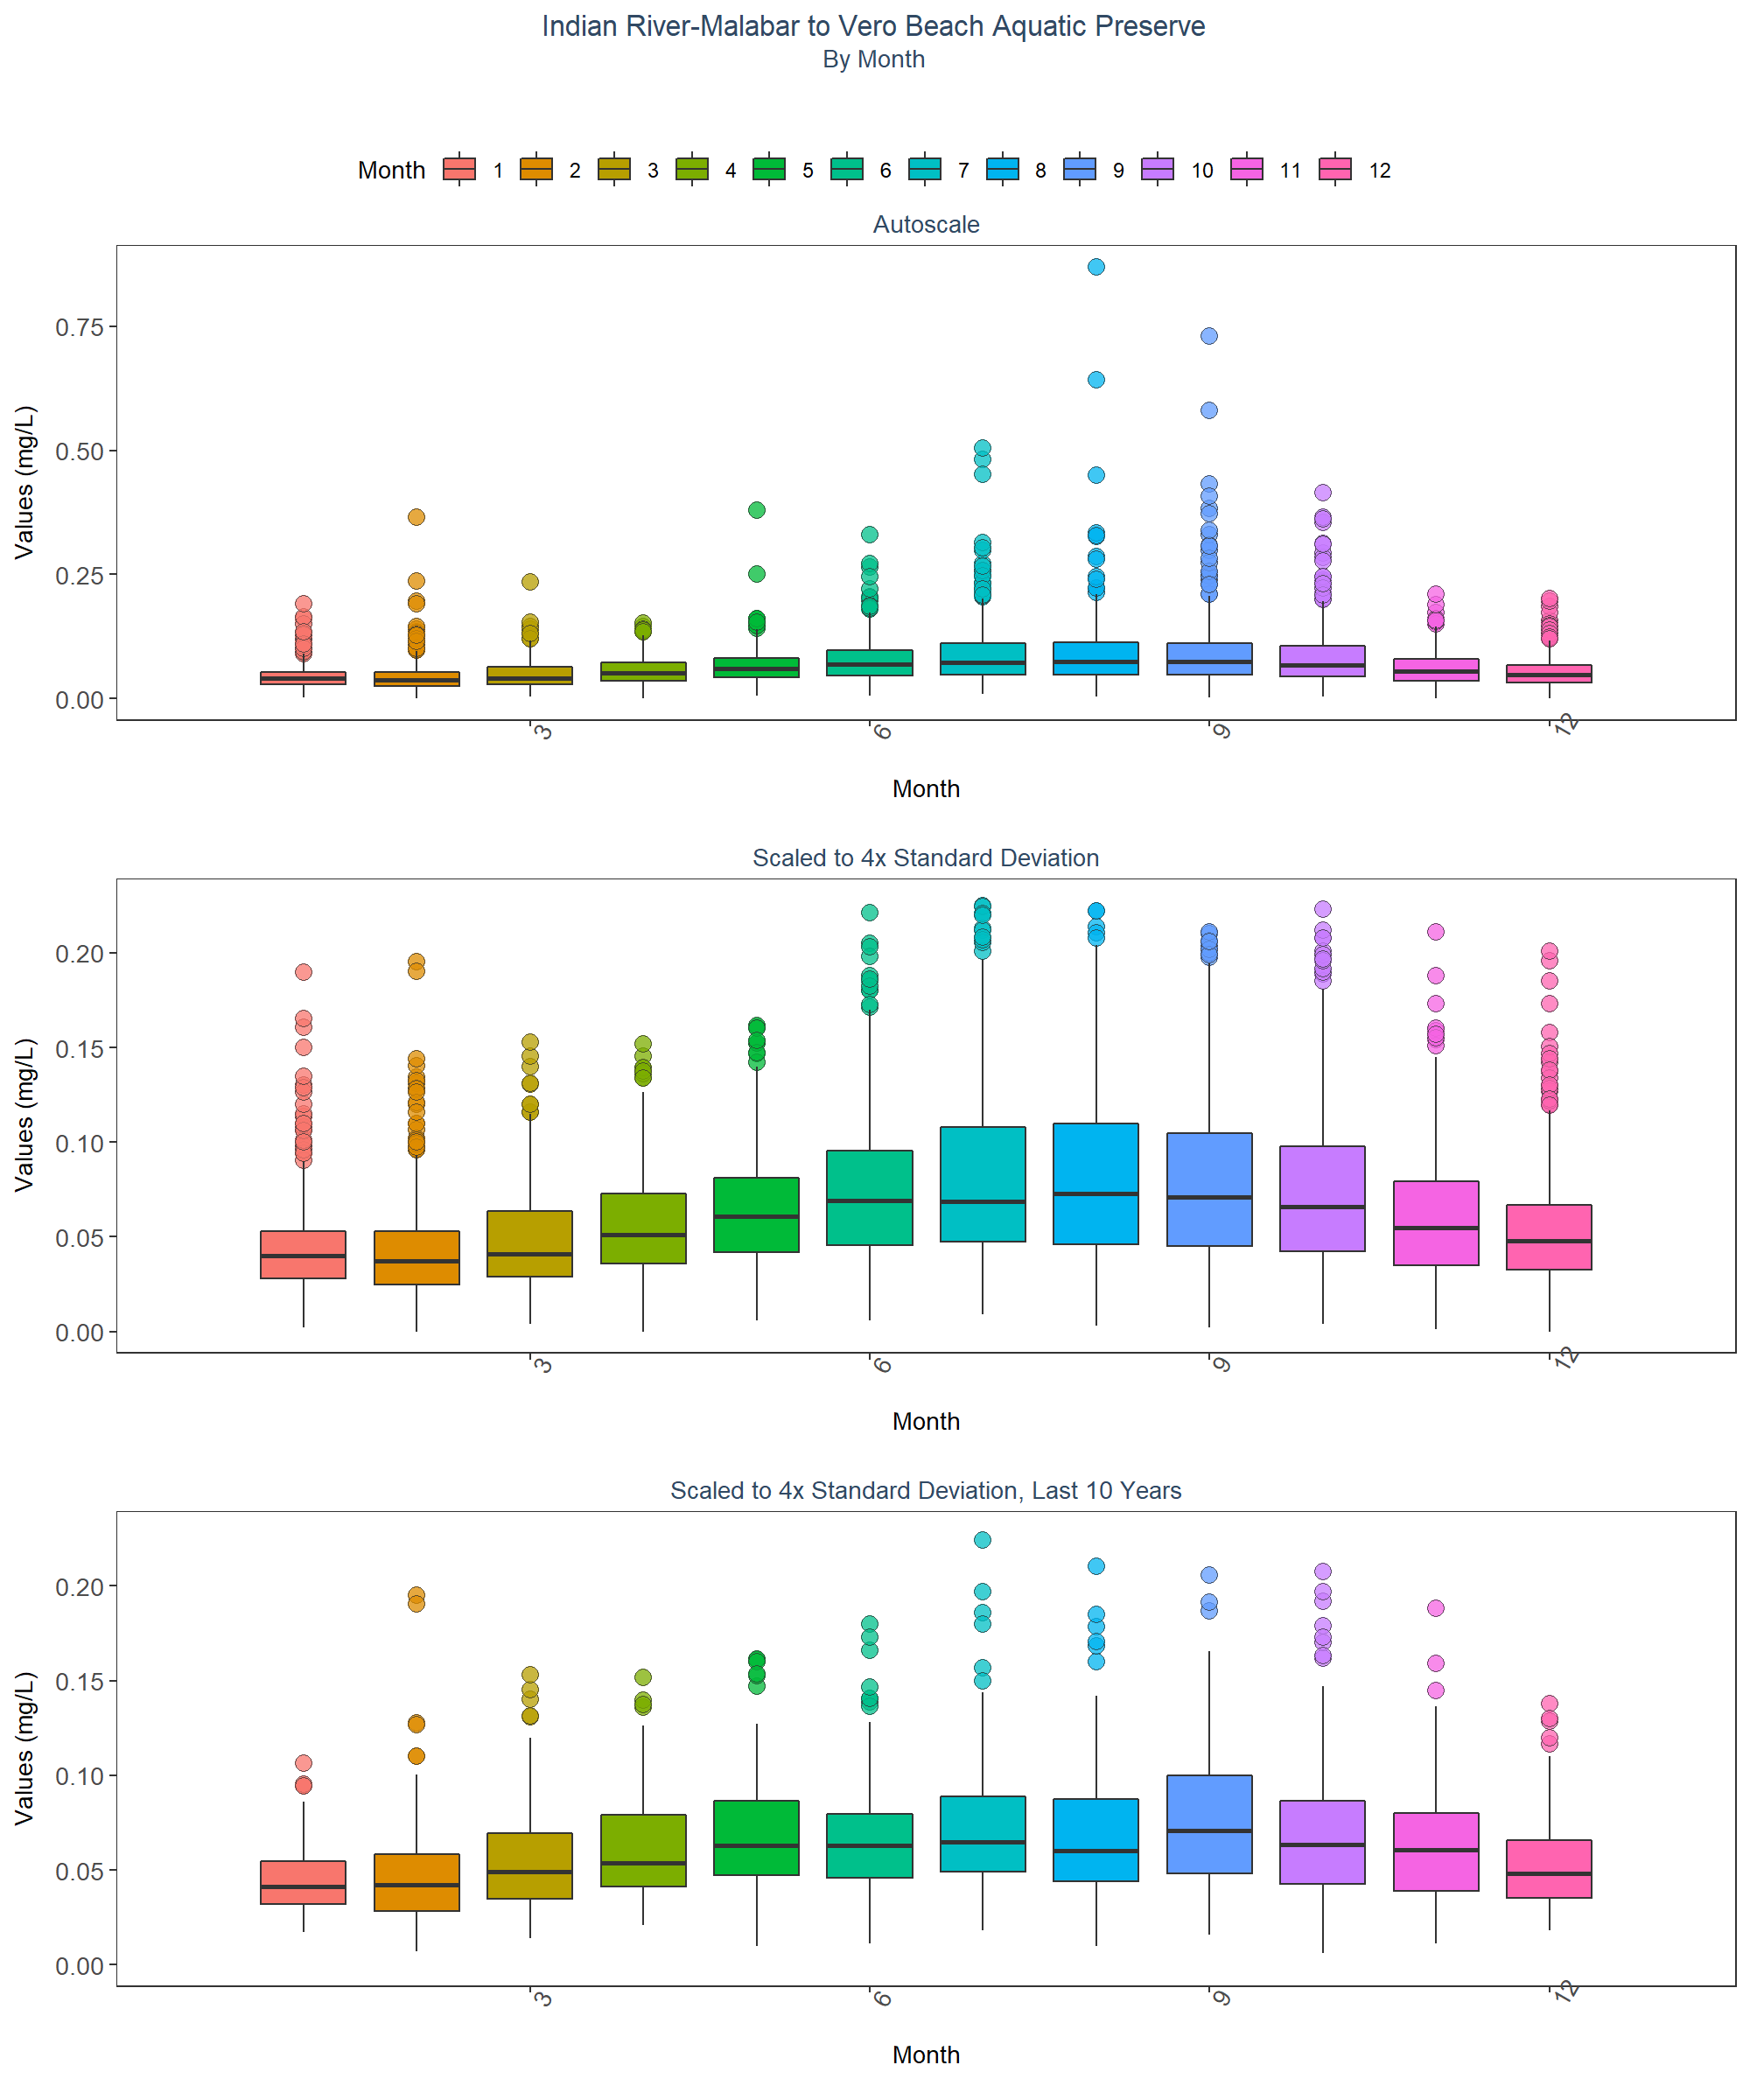 Indian River-Malabar to Vero Beach Aquatic Preserve
By Month
Month 1 2 3 4 5 6 7 8 9 10 11 12
Autoscale
Values (mg/L)
0.75
0.50
0.25
0.00
3 6 9 12
Month
Scaled to 4x Standard Deviation
Values (mg/L)
0.20
0.15
0.10
0.05
0.00
3 6 9 12
Month
Scaled to 4x Standard Deviation, Last 10 Years
Values (mg/L)
0.20
0.15
0.10
0.05
0.00
3 6 9 12
Month